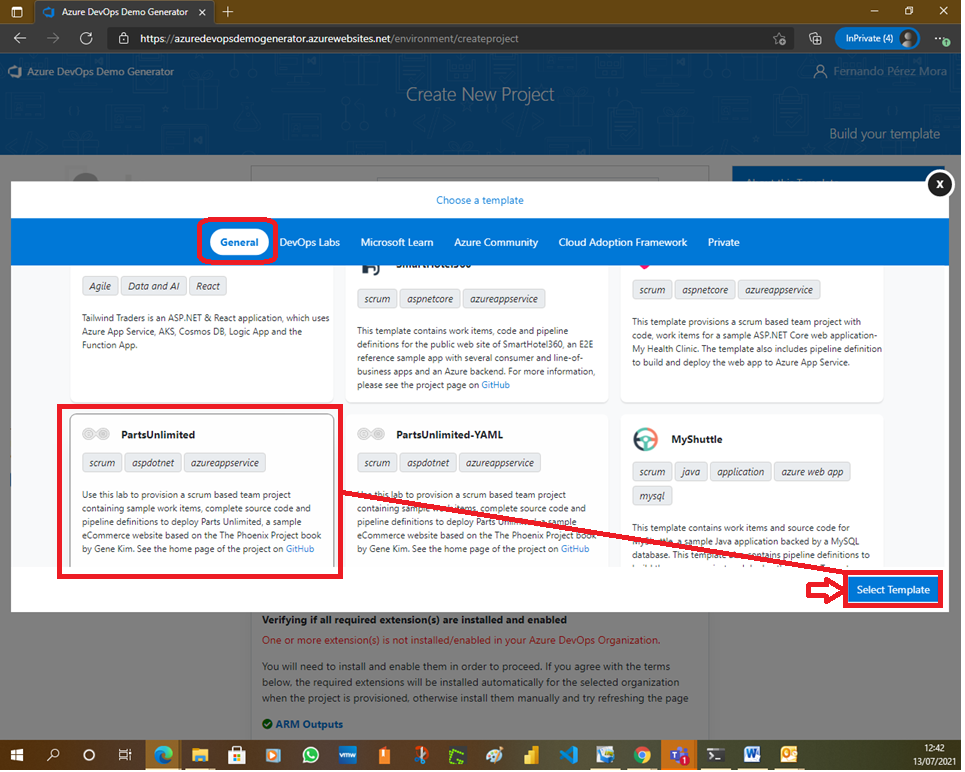 Azure DevOps Demo Generator
https://azuredevopsdemogenerator.azurewebsites.net/environment/createproject
InPrivate (4)
Azure DevOps Demo Generator
Fernando Pérez Mora
Create New Project
Build your template
X
Choose a template
General
DevOps Labs
Microsoft Learn
Azure Community
Cloud Adoption Framework
Private
Agile
Data and AI
React
Tailwind Traders is an ASP.NET & React application, which uses
Azure App Service, AKS, Cosmos DB, Logic App and the
Function App.
SmartHotel360
scrum
aspnetcore
azureappservice
This template contains work items, code and pipeline
definitions for the public web site of SmartHotel360, an E2E
reference sample app with several consumer and line-of-
business apps and an Azure backend. For more information,
please see the project page on GitHub
scrum
aspnetcore
azureappservice
This template provisions a scrum based team project with
code, work items for a sample ASP.NET Core web application-
My Health Clinic. The template also includes pipeline definition
to build and deploy the web app to Azure App Service.
PartsUnlimited
scrum
aspdotnet
azureappservice
Use this lab to provision a scrum based team project
containing sample work items, complete source code and
pipeline definitions to deploy Parts Unlimited, a sample
eCommerce website based on the The Phoenix Project book
by Gene Kim. See the home page of the project on GitHub
PartsUnlimited-YAML
scrum
aspdotnet
azureappservice
Use this lab to provision a scrum based team project
containing sample work items, complete source code and
pipeline definitions to deploy Parts Unlimited, a sample
eCommerce website based on the The Phoenix Project book
by Gene Kim. See the home page of the project on GitHub
MyShuttle
scrum
java
application
azure web app
mysql
This template contains work items and source code for
MyShuttle, a sample Java application backed by a MySQL
database. This template also contains pipeline definitions to
Select Template
Verifying if all required extension(s) are installed and enabled
One or more extension(s) is not installed/enabled in your Azure DevOps Organization.
You will need to install and enable them in order to proceed. If you agree with the terms
below, the required extensions will be installed automatically for the selected organization
when the project is provisioned, otherwise install them manually and try refreshing the page
ARM Outputs
12:42
13/07/2021